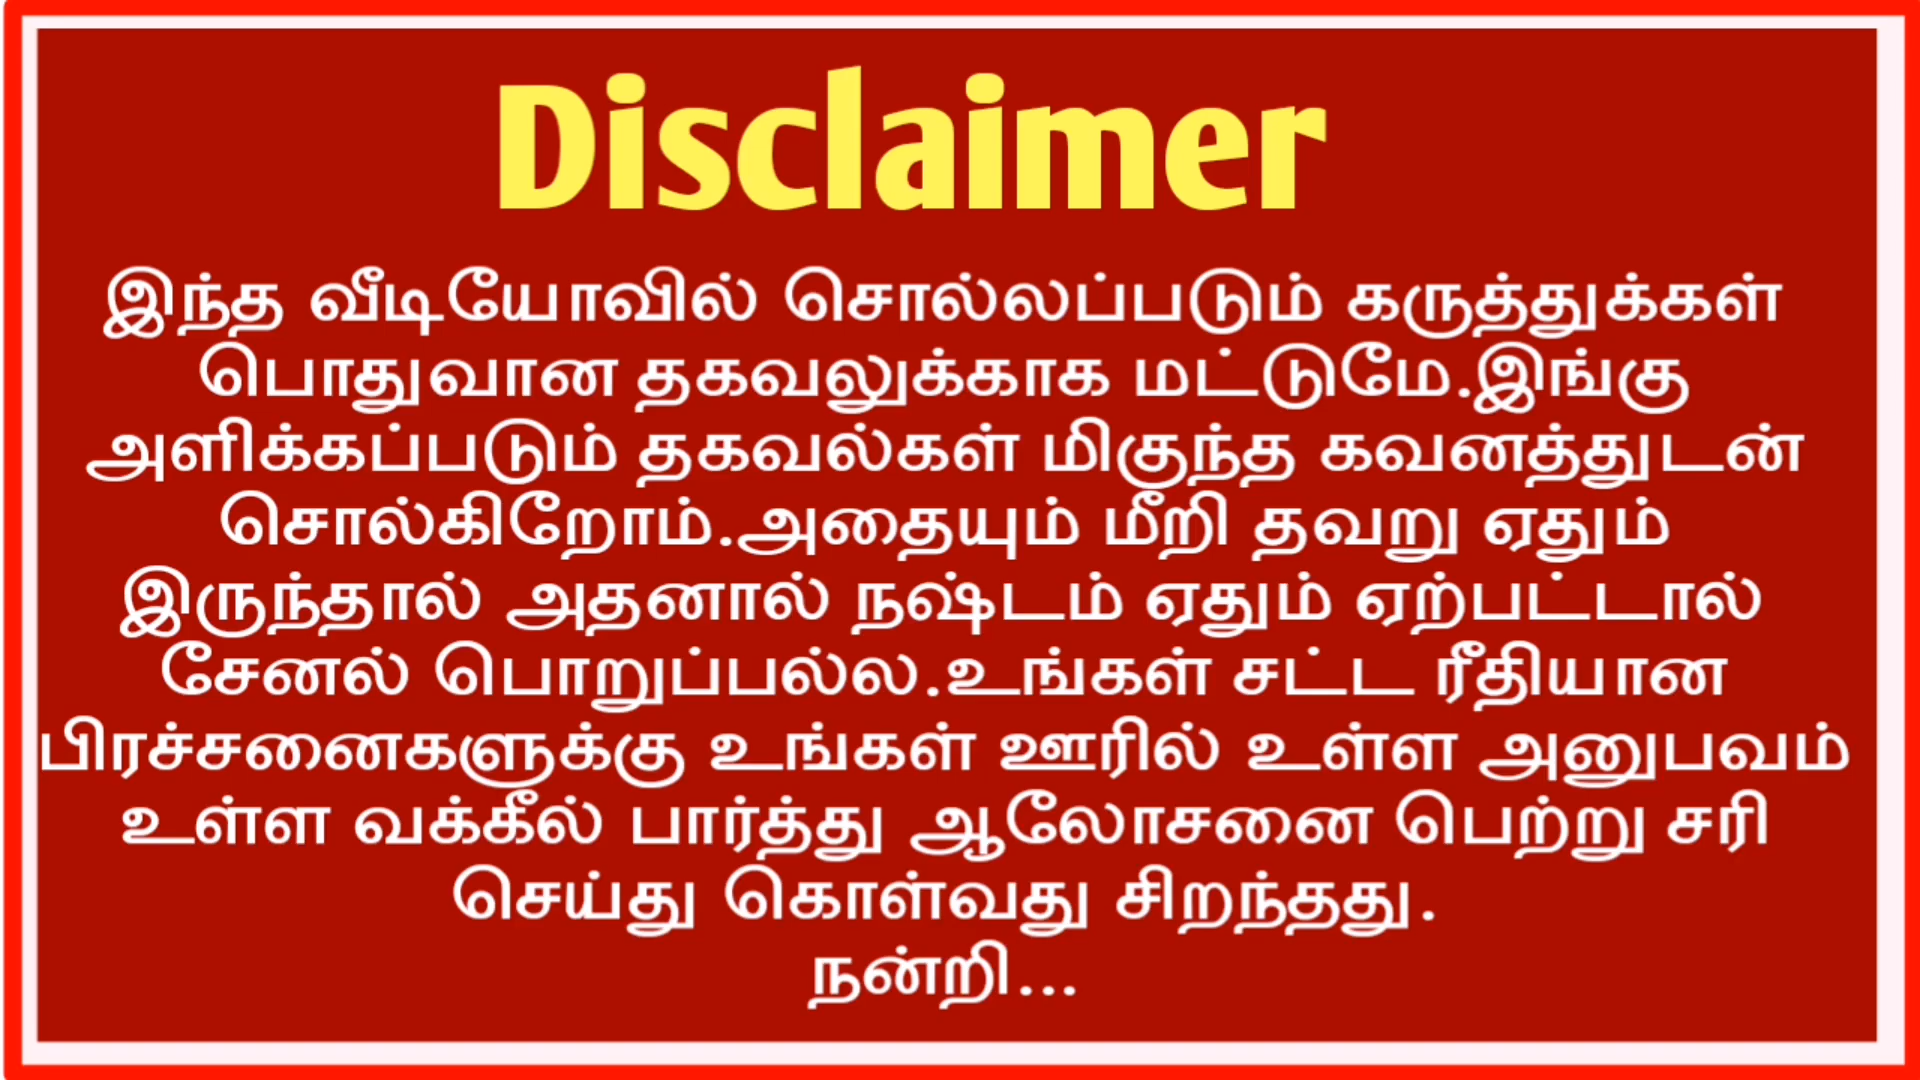 Disclaimer
இந்த வீடியோவில் சொல்லப்படும் கருத்துக்கள்
பொதுவான தகவலுக்காக மட்டுமே.இங்கு
அளிக்கப்படும் தகவல்கள் மிகுந்த கவனத்துடன்
சொல்கிறோம்.அதையும் மீறி தவறு ஏதும்
இருந்தால் அதனால் நஷ்டம் ஏதும் ஏற்பட்டால்
சேனல் பொறுப்பல்ல.உங்கள் சட்ட ரீதியான
பிரச்சனைகளுக்கு உங்கள் ஊரில் உள்ள அனுபவம்
உள்ள வக்கீல் பார்த்து ஆலோசனை பெற்று சரி
செய்து கொள்வது சிறந்தது.
நன்றி...